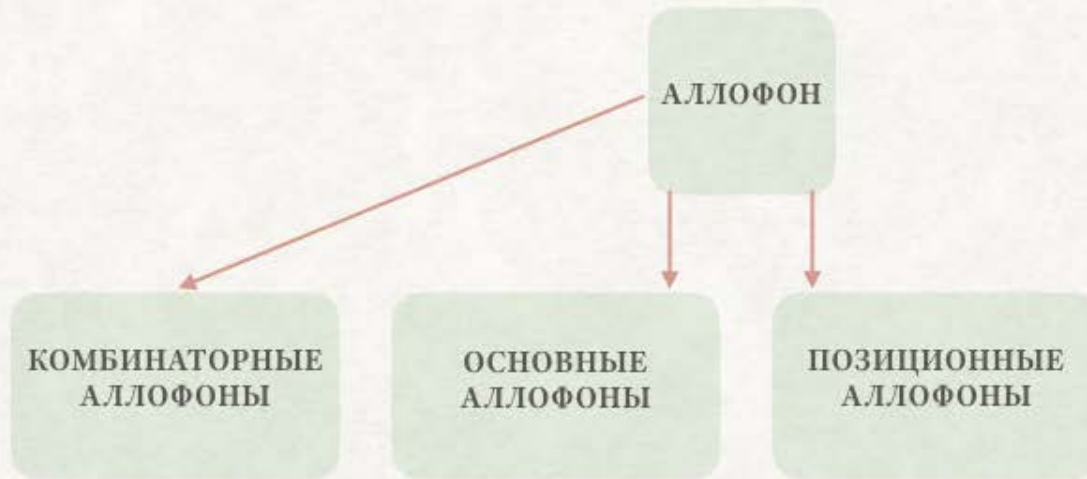 АЛЛОФОН
КОМБИНАТОРНЫЕ
АЛЛОФОНЫ
ОСНОВНЫЕ
АЛЛОФОНЫ
ПОЗИЦИОННЫЕ
АЛЛОФОНЫ